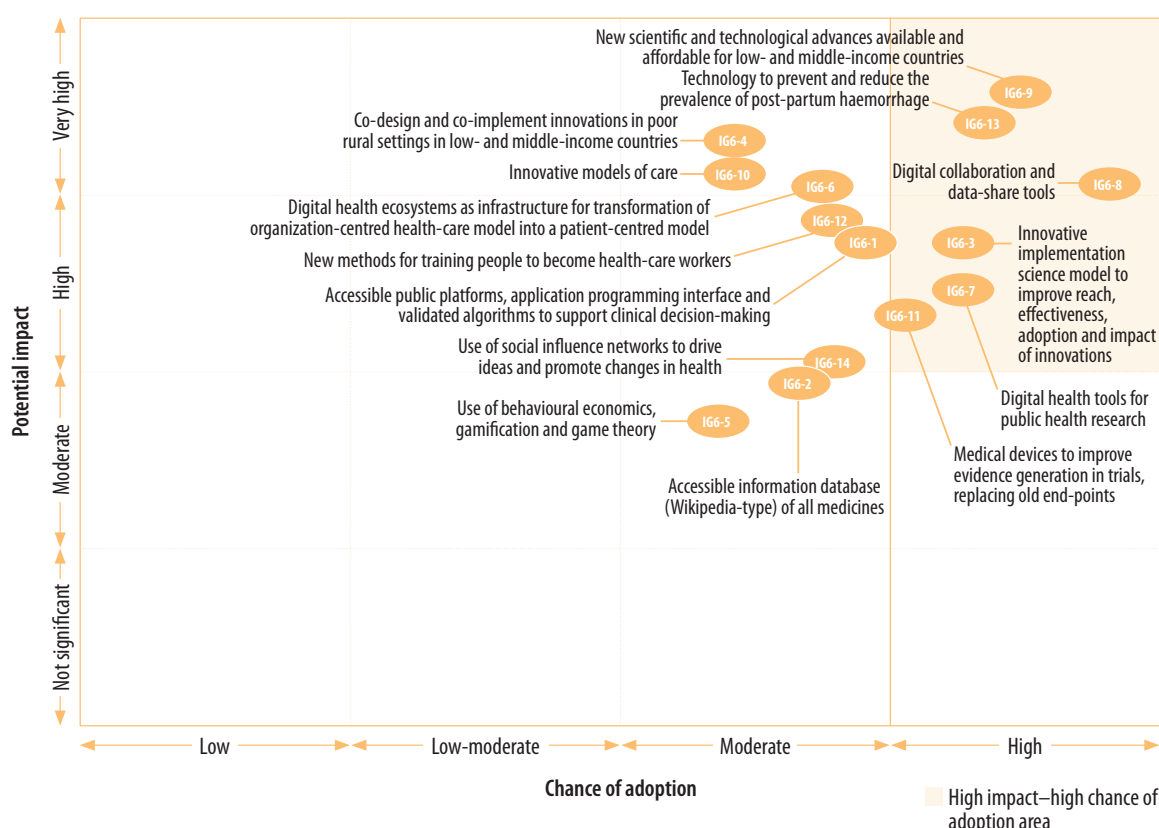 New scientific and technological advances available and
affordable for low- and middle-income countries
IG6-9
Technology to prevent and reduce the
prevalence of post-partum haemorrhage
IG6-13
Co-design and co-implement innovations in poor
rural settings in low- and middle-income countries
IG6-4
Innovative models of care
IG6-10
Digital collaboration and
data-share tools
IG6-8
IG6-6
Digital health ecosystems as infrastructure for transformation of
organization-centred health-care model into a patient-centred model
IG6-12
New methods for training people to become health-care workers
IG6-1
Accessible public platforms, application programming interface and
validated algorithms to support clinical decision-making
IG6-3
Innovative
implementation
science model to
improve reach,
effectiveness,
adoption and impact
of innovations
IG6-7
IG6-11
Use of social influence networks to drive
ideas and promote changes in health
IG6-14
IG6-2
Use of behavioural economics,
gamification and game theory
IG6-5
Digital health tools for
public health research
Medical devices to improve
evidence generation in trials,
replacing old end-points
Accessible information database
(Wikipedia-type) of all medicines
Potential impact
Very high
High
Moderate
Not significant
Low
Low-moderate
Moderate
High
Chance of adoption
High impact–high chance of
adoption area